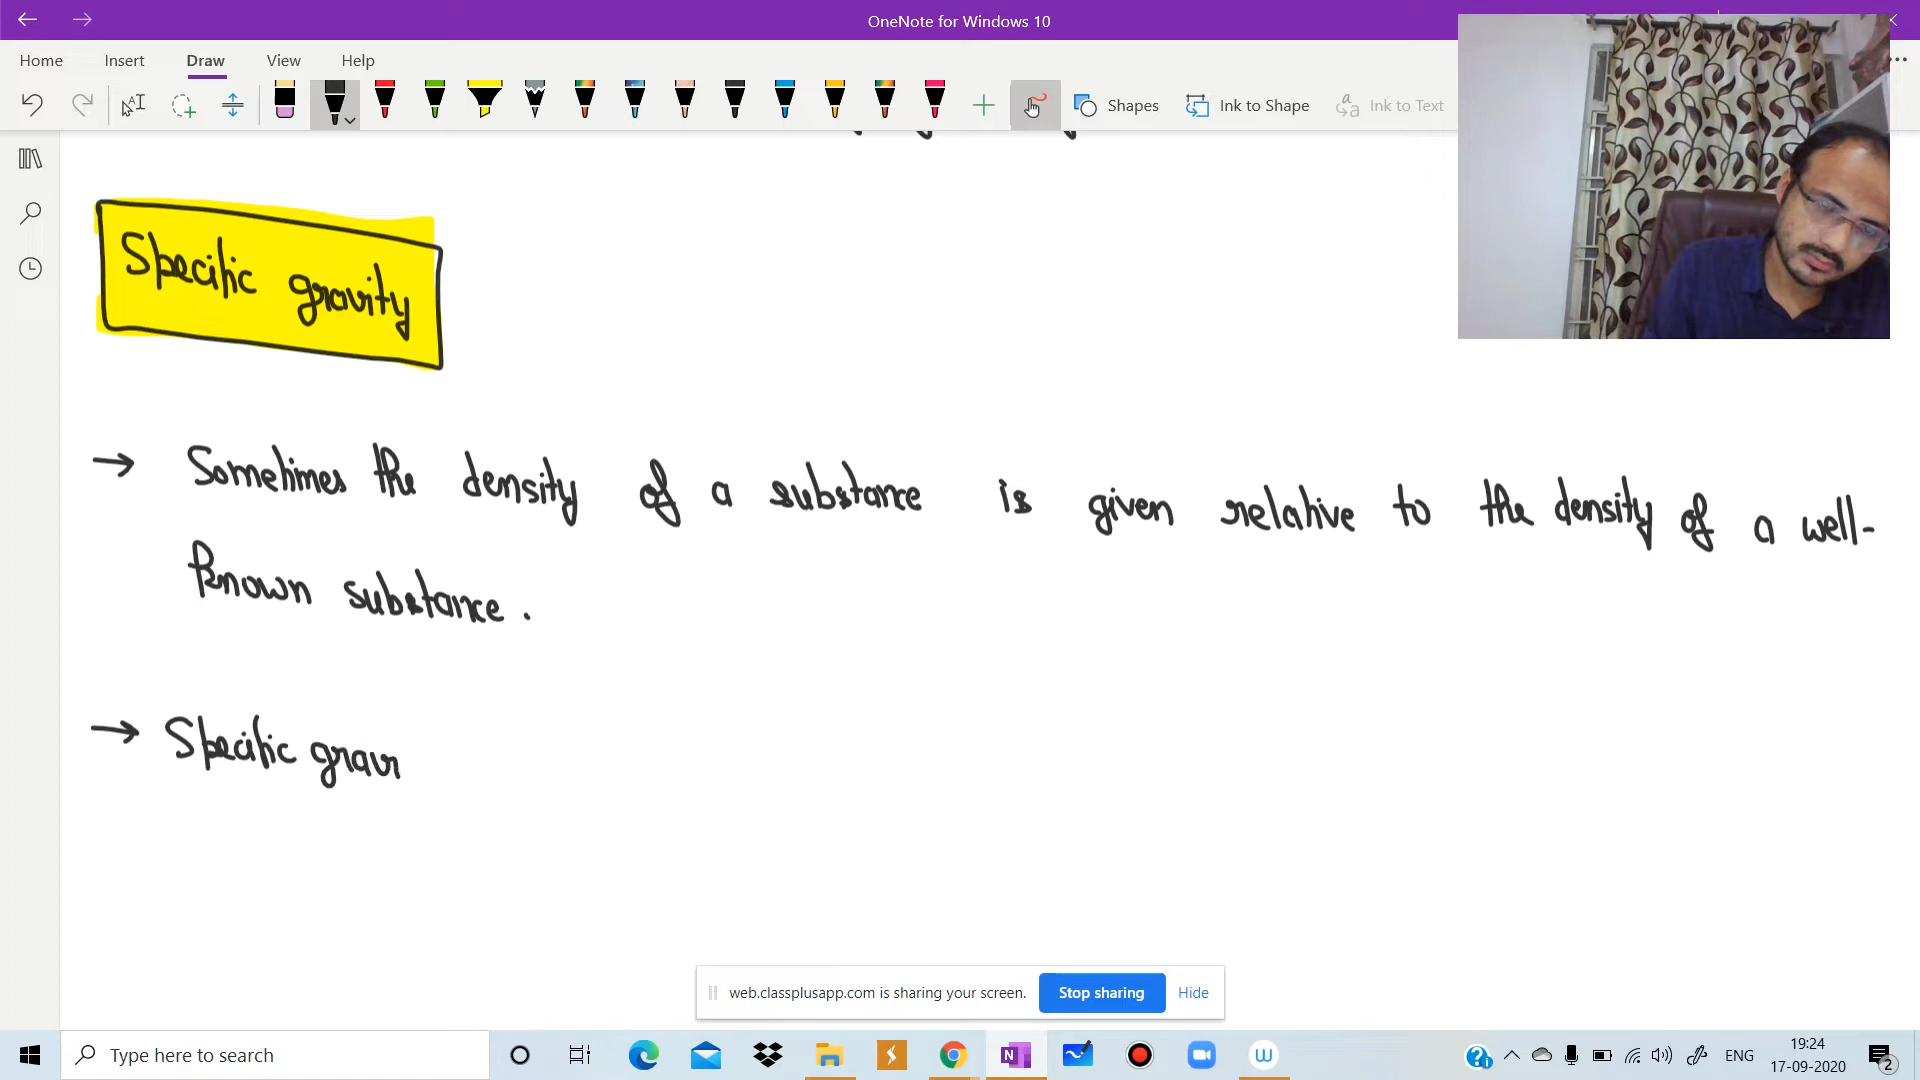 OneNote for Windows 10
Home Insert Draw View Help
Shapes Ink to Shape Ink to Text
Specific gravity
→ Sometimes the density of a substance is given relative to the density of a well-
known substance.
→ Specific grav
web.classplusapp.com is sharing your screen. Stop sharing Hide
Type here to search
ENG
19:24
17-09-2020
2